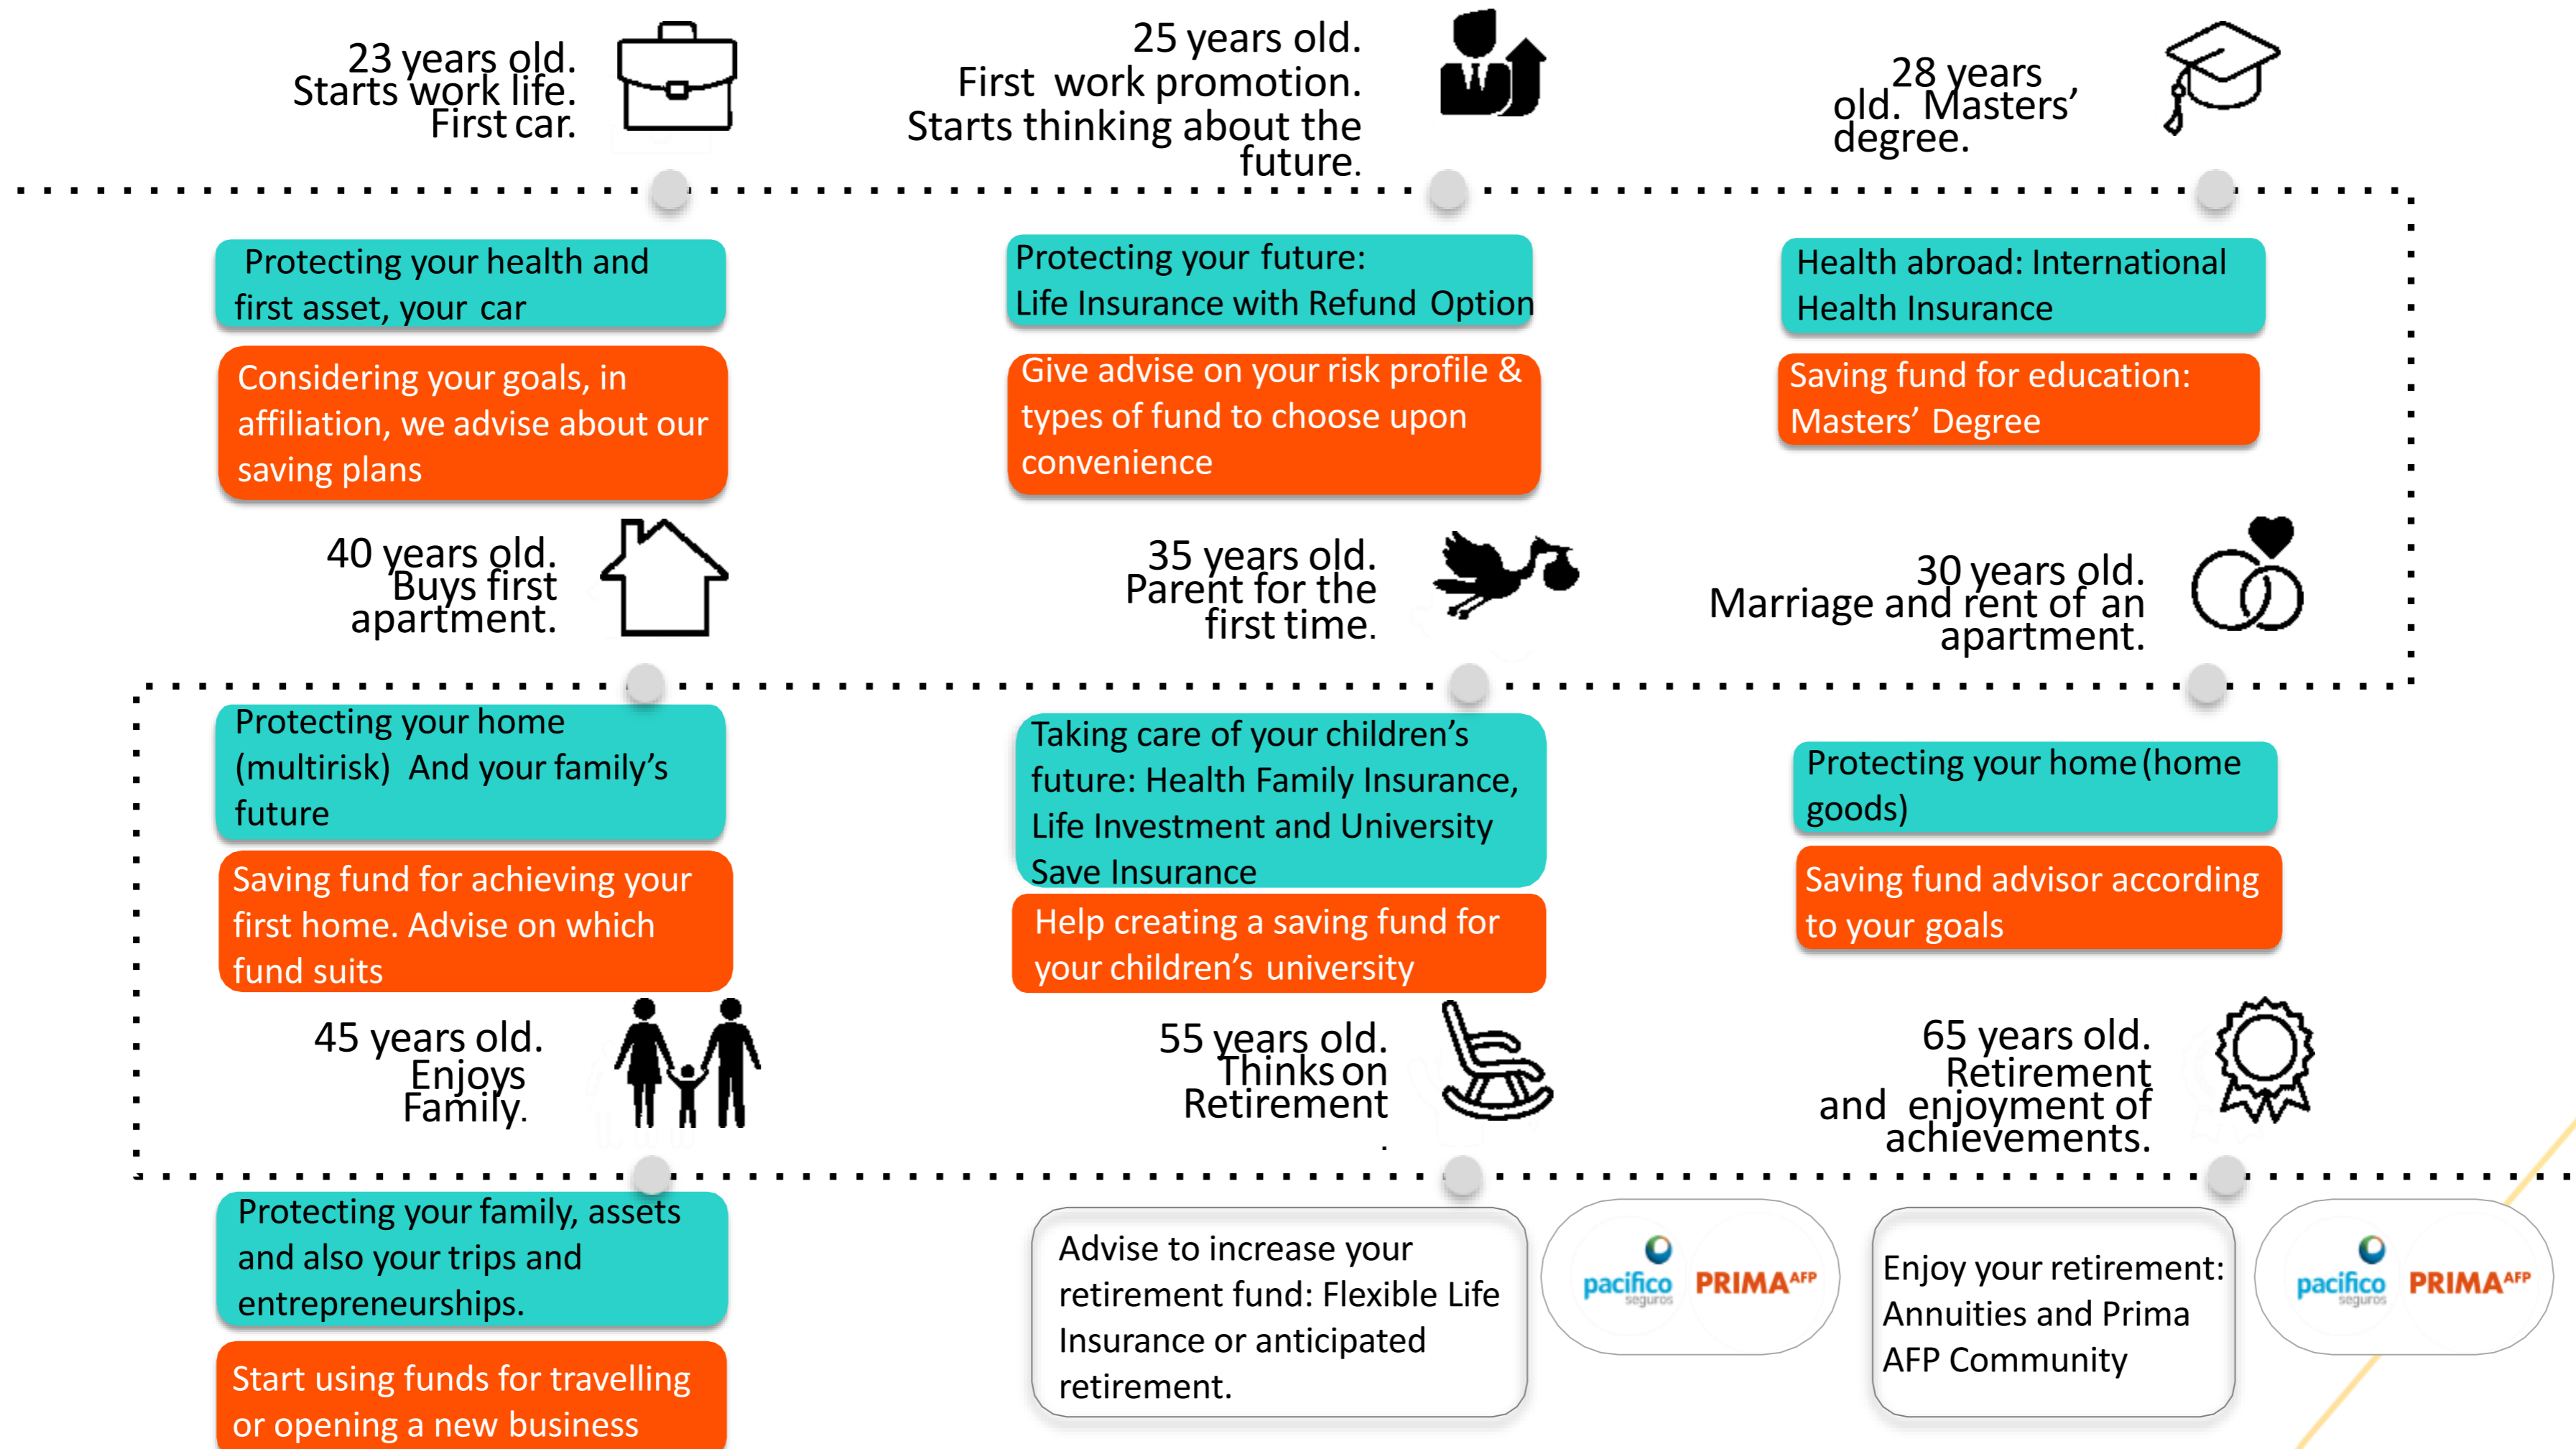 23 years old.
Starts work life.
First car.
25 years old.
First work promotion.
Starts thinking about the
future.
28 years
old. Masters’
degree.
Protecting your health and
first asset, your car
Considering your goals, in
affiliation, we advise about our
saving plans
Protecting your future:
Life Insurance with Refund Option
Give advise on your risk profile &
types of fund to choose upon
convenience
Health abroad: International
Health Insurance
Saving fund for education:
Masters’ Degree
40 years old.
Buys first
apartment.
35 years old.
Parent for the
first time.
30 years old.
Marriage and rent of an
apartment.
Protecting your home
(multirisk) And your family’s
future
Saving fund for achieving your
first home. Advise on which
fund suits
Taking care of your children’s
future: Health Family Insurance,
Life Investment and University
Save Insurance
Help creating a saving fund for
your children’s university
Protecting your home (home
goods)
Saving fund advisor according
to your goals
45 years old.
Enjoys
Family.
55 years old.
Thinks on
Retirement
.
65 years old.
Retirement
and enjoyment of
achievements.
Protecting your family, assets
and also your trips and
entrepreneurships.
Start using funds for travelling
or opening a new business
Advise to increase your
retirement fund: Flexible Life
Insurance or anticipated
retirement.
pacifico
seguros
PRIMA AFP
Enjoy your retirement:
Annuities and Prima
AFP Community
pacifico
seguros
PRIMA AFP